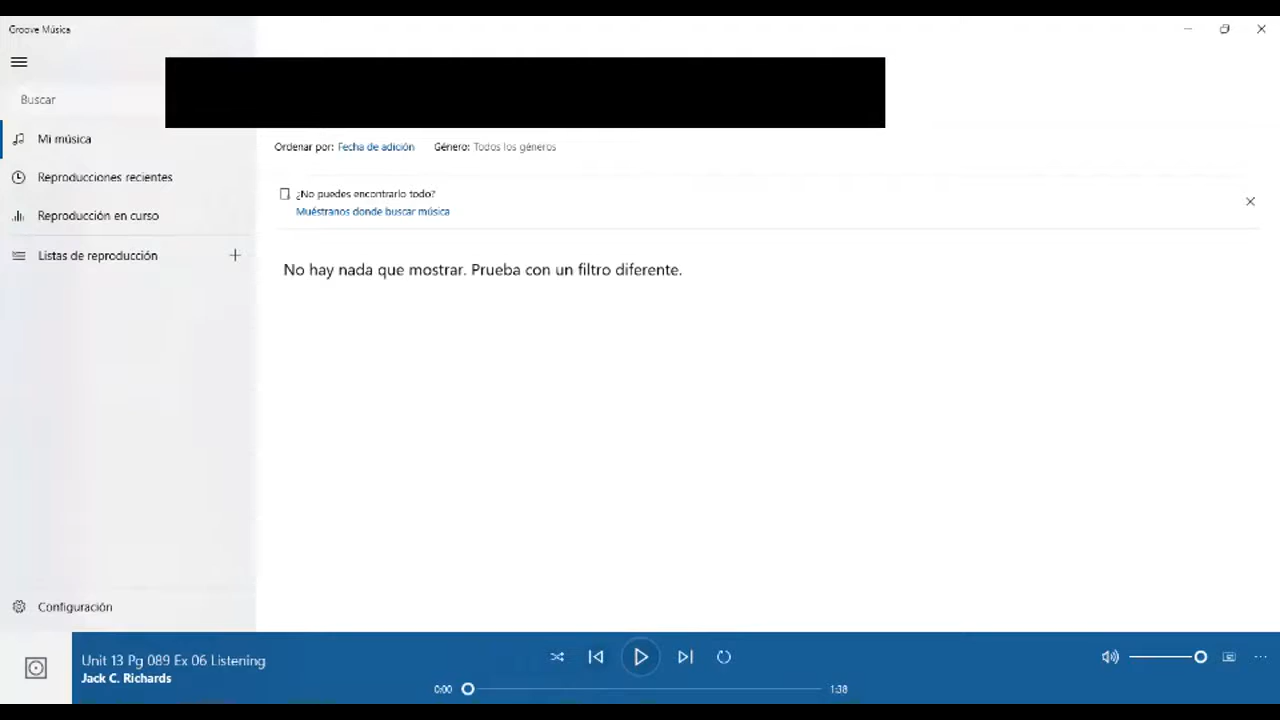 Groove Música
Buscar
Mi música
Reproducciones recientes
Reproducción en curso
Listas de reproducción
Configuración
Ordenar por: Fecha de adición Género: Todos los géneros
¿No puedes encontrarlo todo?
Muéstranos donde buscar música
No hay nada que mostrar. Prueba con un filtro diferente.
Unit 13 Pg 089 Ex 06 Listening
Jack C. Richards
0:00
1:38